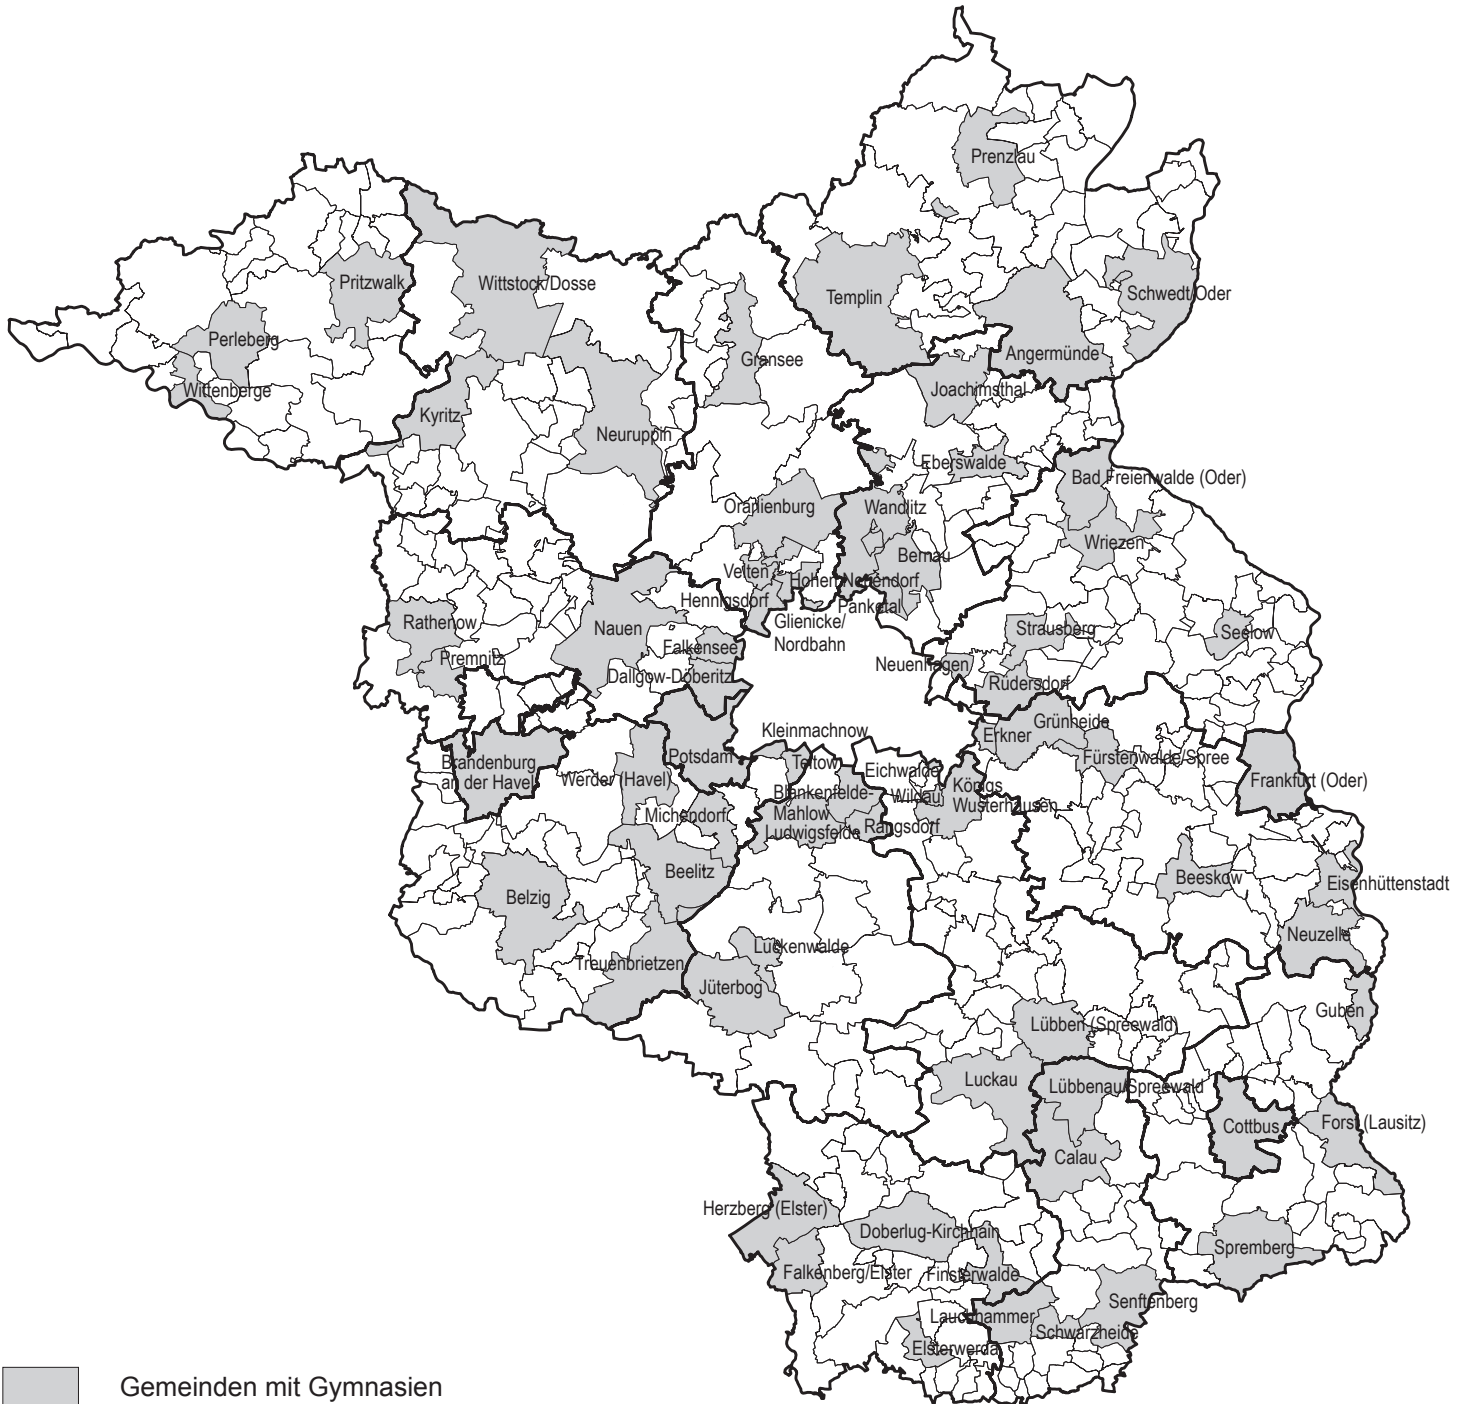 Prenzlau
Pritzwalk
Wittstock/Dosse
Templin
Schwedt/Oder
Perleberg
Angermünde
Gransee
Wittenberge
Joachimsthal
Kyritz
Neuruppin
Eberswalde
Bad Freienwalde (Oder)
Oranienburg
Wandlitz
Wriezen
Bernau
Velten
Hohen Neuendorf
Hennigsdorf
Panketal
Glienicke/
Nordbahn
Rathenow
Nauen
Strausberg
Seelow
Falkensee
Premnitz
Neuenhagen
Dallgow-Döberitz
Rüdersdorf
Grünheide
Kleinmachnow
Erkner
Potsdam
Fürstenwalde/Spree
Brandenburg
an der Havel
Teltow
Eichwalde
Werder (Havel)
Frankfurt (Oder)
Königs
Wusterhausen
Blankenfelde-
Mahlow
Wildau
Michendorf
Rangsdorf
Ludwigsfelde
Beelitz
Beeskow
Eisenhüttenstadt
Belzig
Neuzelle
Luckenwalde
Treuenbrietzen
Jüterbog
Guben
Lübben (Spreewald)
Luckau
Lübbenau/Spreewald
Cottbus
Forst (Lausitz)
Calau
Herzberg (Elster)
Doberlug-Kirchhain
Spremberg
Falkenberg/Elster
Finsterwalde
Senftenberg
Lauchhammer
Schwarzheide
Elsterwerda
Gemeinden mit Gymnasien